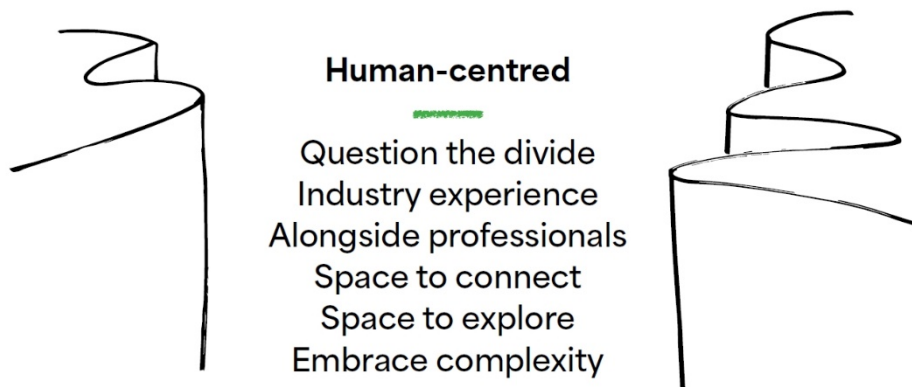 Human-centred
Question the divide
Industry experience
Alongside professionals
Space to connect
Space to explore
Embrace complexity